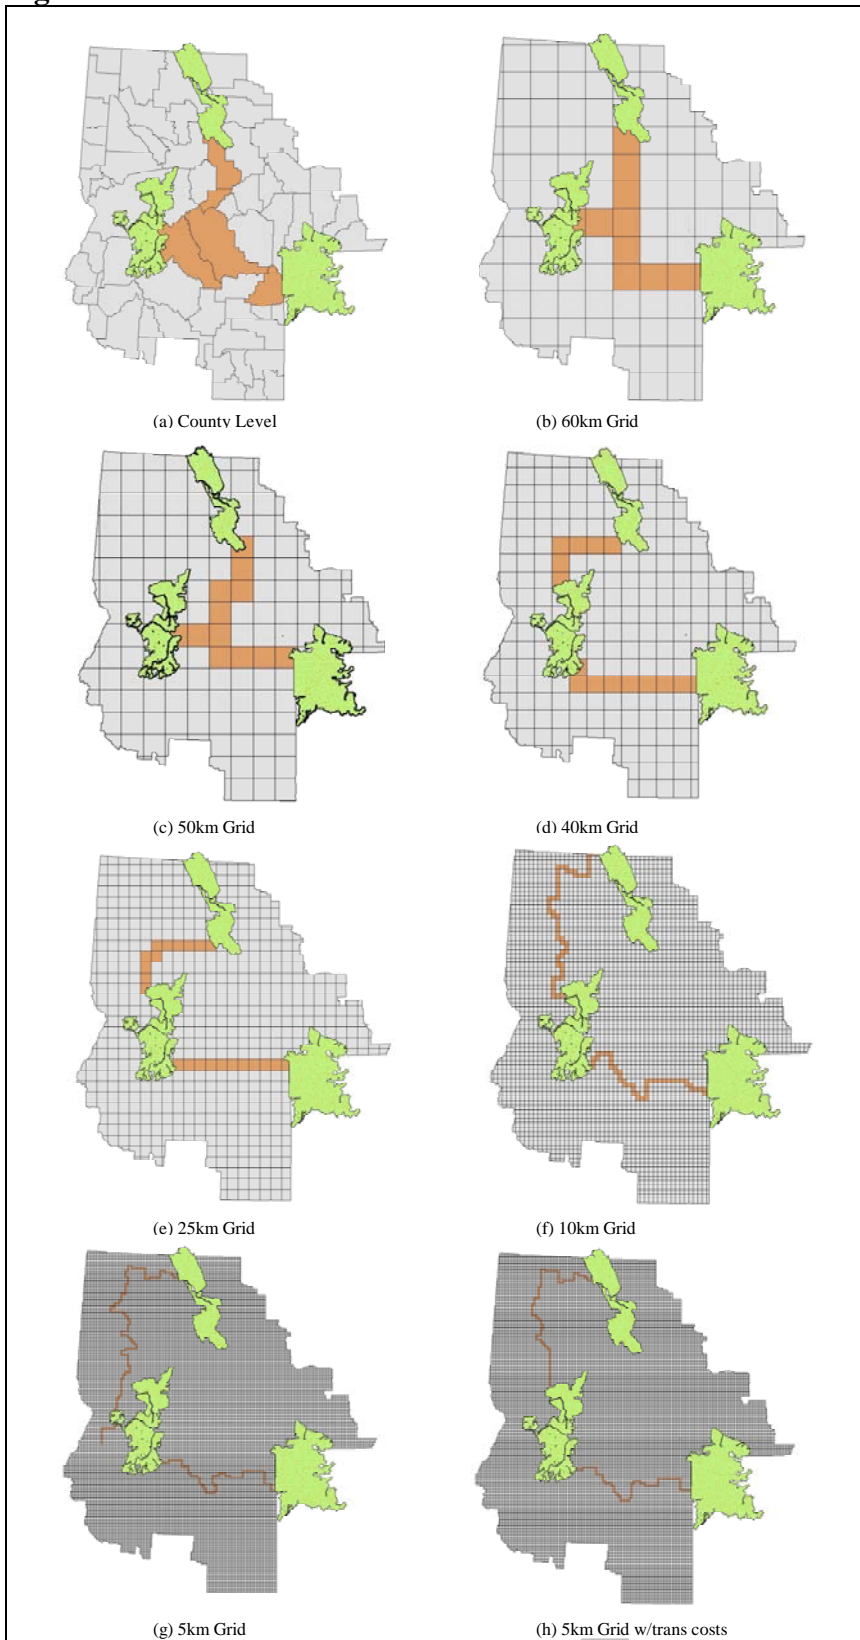 (a) County Level
(b) 60km Grid
(c) 50km Grid
(d) 40km Grid
(e) 25km Grid
(f) 10km Grid
(g) 5km Grid
(h) 5km Grid w/trans costs